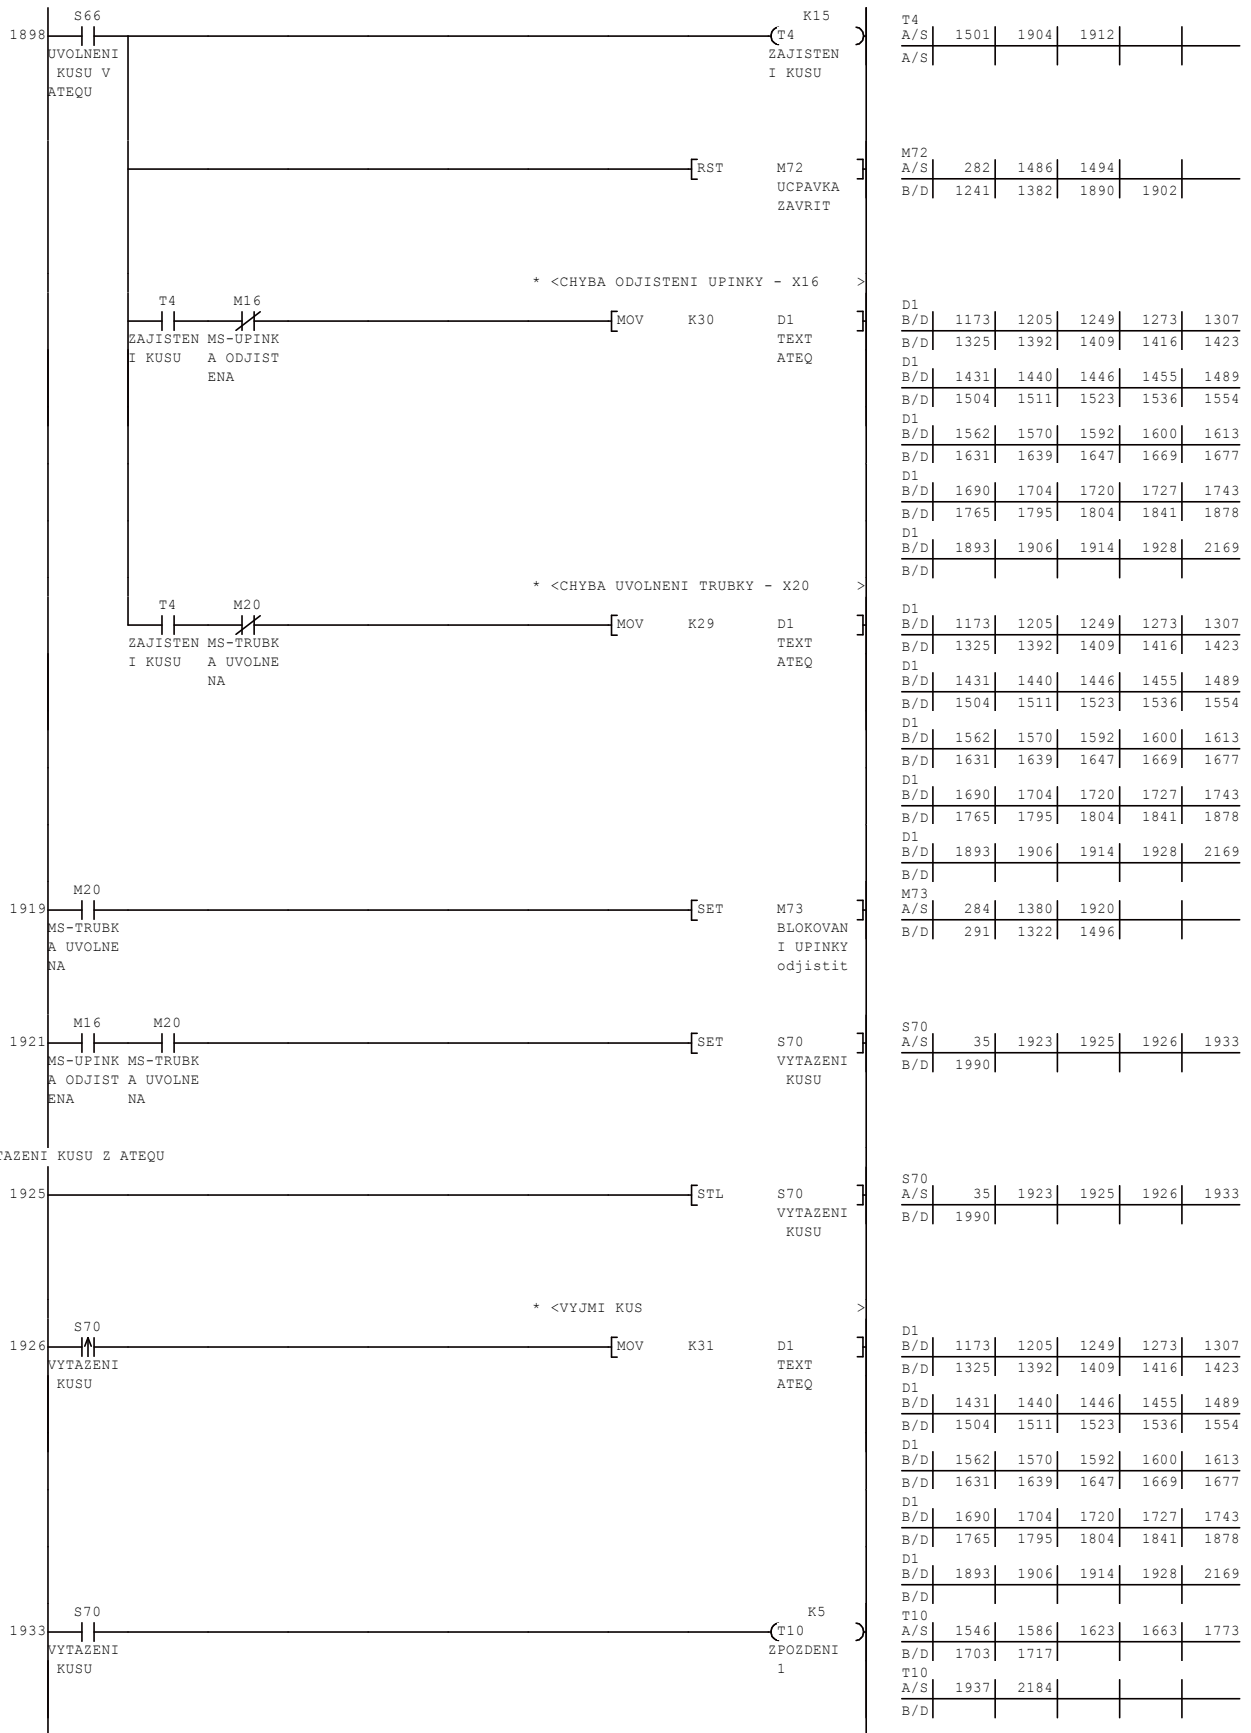 S66 K15 T4
1898 T4 A/S 1501 1904 1912
UVOLNENI ZAJISTEN A/S
KUSU V I KUSU
ATEQU
M72
RST M72 A/S 282 1486 1494
UCPAVKA B/D 1241 1382 1890 1902
ZAVRIT
* <CHYBA ODJISTENI UPINKY - X16 >
T4 M16 D1
MOV K30 D1 B/D 1173 1205 1249 1273 1307
ZAJISTEN MS-UPINK TEXT B/D 1325 1392 1409 1416 1423
I KUSU A ODJIST ATEQ D1
ENA B/D 1431 1440 1446 1455 1489
B/D 1504 1511 1523 1536 1554
D1
B/D 1562 1570 1592 1600 1613
B/D 1631 1639 1647 1669 1677
D1
B/D 1690 1704 1720 1727 1743
B/D 1765 1795 1804 1841 1878
D1
B/D 1893 1906 1914 1928 2169
B/D
* <CHYBA UVOLNENI TRUBKY - X20 >
T4 M20 D1
MOV K29 D1 B/D 1173 1205 1249 1273 1307
ZAJISTEN MS-TRUBK TEXT B/D 1325 1392 1409 1416 1423
I KUSU A UVOLNE ATEQ D1
NA B/D 1431 1440 1446 1455 1489
B/D 1504 1511 1523 1536 1554
D1
B/D 1562 1570 1592 1600 1613
B/D 1631 1639 1647 1669 1677
D1
B/D 1690 1704 1720 1727 1743
B/D 1765 1795 1804 1841 1878
D1
B/D 1893 1906 1914 1928 2169
B/D
M20 M73
1919 SET M73 A/S 284 1380 1920
MS-TRUBK BLOKOVAN B/D 291 1322 1496
A UVOLNE I UPINKY
NA odjistit
M16 M20 S70
1921 SET S70 A/S 35 1923 1925 1926 1933
MS-UPINK MS-TRUBK VYTAZENI B/D 1990
A ODJIST A UVOLNE KUSU
ENA NA
TAZENI KUSU Z ATEQU
S70
1925 STL S70 A/S 35 1923 1925 1926 1933
VYTAZENI B/D 1990
KUSU
* <VYJMI KUS >
S70 D1
1926 MOV K31 D1 B/D 1173 1205 1249 1273 1307
VYTAZENI TEXT B/D 1325 1392 1409 1416 1423
KUSU ATEQ D1
B/D 1431 1440 1446 1455 1489
B/D 1504 1511 1523 1536 1554
D1
B/D 1562 1570 1592 1600 1613
B/D 1631 1639 1647 1669 1677
D1
B/D 1690 1704 1720 1727 1743
B/D 1765 1795 1804 1841 1878
D1
B/D 1893 1906 1914 1928 2169
B/D
S70 K5 T10
1933 T10 A/S 1546 1586 1623 1663 1773
VYTAZENI ZPOZDENI B/D 1703 1717
KUSU 1 T10
A/S 1937 2184
B/D